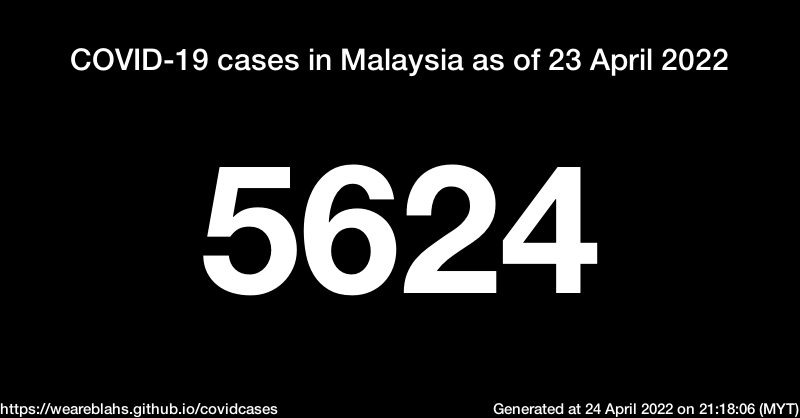 COVID-19 cases in Malaysia as of 23 April 2022
5624
https://weareblahs.github.io/covidcases
Generated at 24 April 2022 on 21:18:06 (MYT)